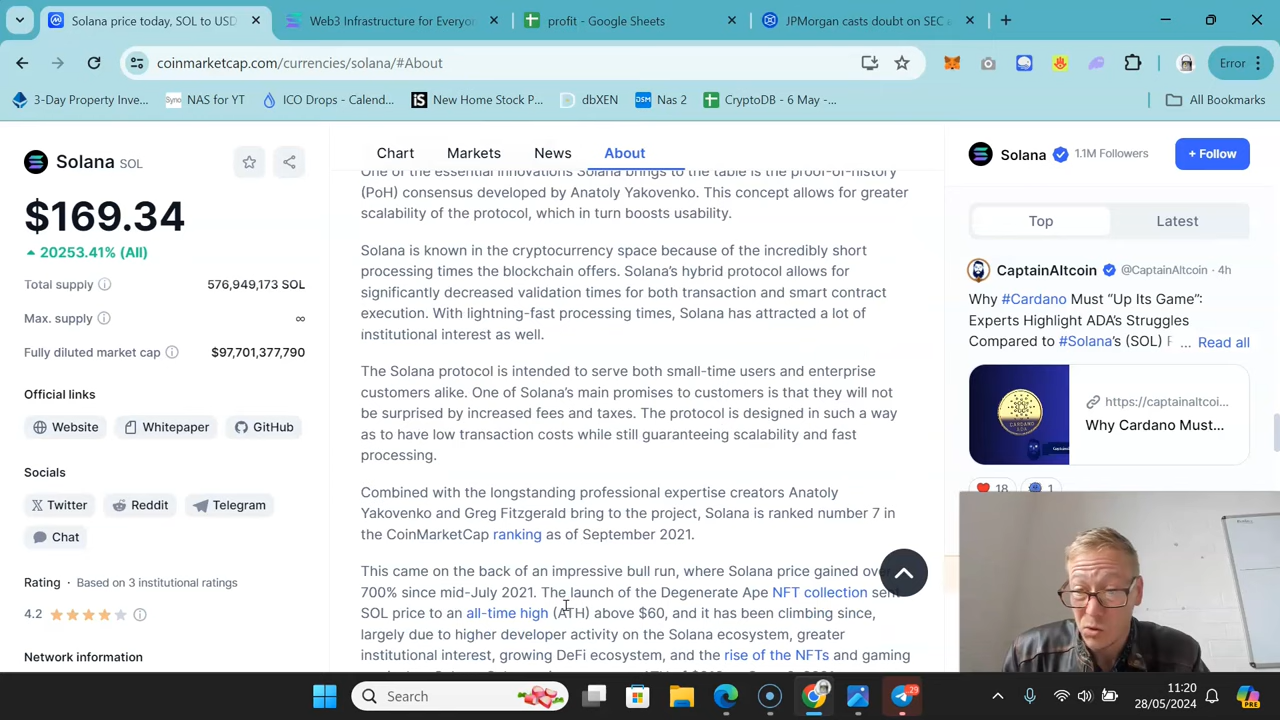 Solana price today, SOL to USD
Web3 Infrastructure for Everyon
profit - Google Sheets
JPMorgan casts doubt on SEC a
coinmarketcap.com/currencies/solana/#About
Error
3-Day Property Inve...
NAS for YT
ICO Drops - Calend...
New Home Stock P...
dbXEN
Nas 2
CryptoDB - 6 May -...
All Bookmarks
Solana SOL
$169.34
20253.41% (All)
Total supply 576,949,173 SOL
Max. supply ∞
Fully diluted market cap $97,701,377,790
Official links
Website Whitepaper GitHub
Socials
Twitter Reddit Telegram
Chat
Rating · Based on 3 institutional ratings
4.2
Network information
Chart Markets News About
One of the essential innovations Solana brings to the table is the proof-of-history
(PoH) consensus developed by Anatoly Yakovenko. This concept allows for greater
scalability of the protocol, which in turn boosts usability.
Solana is known in the cryptocurrency space because of the incredibly short
processing times the blockchain offers. Solana's hybrid protocol allows for
significantly decreased validation times for both transaction and smart contract
execution. With lightning-fast processing times, Solana has attracted a lot of
institutional interest as well.
The Solana protocol is intended to serve both small-time users and enterprise
customers alike. One of Solana's main promises to customers is that they will not
be surprised by increased fees and taxes. The protocol is designed in such a way
as to have low transaction costs while still guaranteeing scalability and fast
processing.
Combined with the longstanding professional expertise creators Anatoly
Yakovenko and Greg Fitzgerald bring to the project, Solana is ranked number 7 in
the CoinMarketCap ranking as of September 2021.
This came on the back of an impressive bull run, where Solana price gained over
700% since mid-July 2021. The launch of the Degenerate Ape NFT collection sent
SOL price to an all-time high (ATH) above $60, and it has been climbing since,
largely due to higher developer activity on the Solana ecosystem, greater
institutional interest, growing DeFi ecosystem, and the rise of the NFTs and gaming
Solana 1.1M Followers
+ Follow
Top Latest
CaptainAltcoin @CaptainAltcoin · 4h
Why #Cardano Must "Up Its Game":
Experts Highlight ADA's Struggles
Compared to #Solana's (SOL) ... Read all
https://captainaltcoi...
Why Cardano Must...
18 1
Search
29
11:20
28/05/2024
PRE